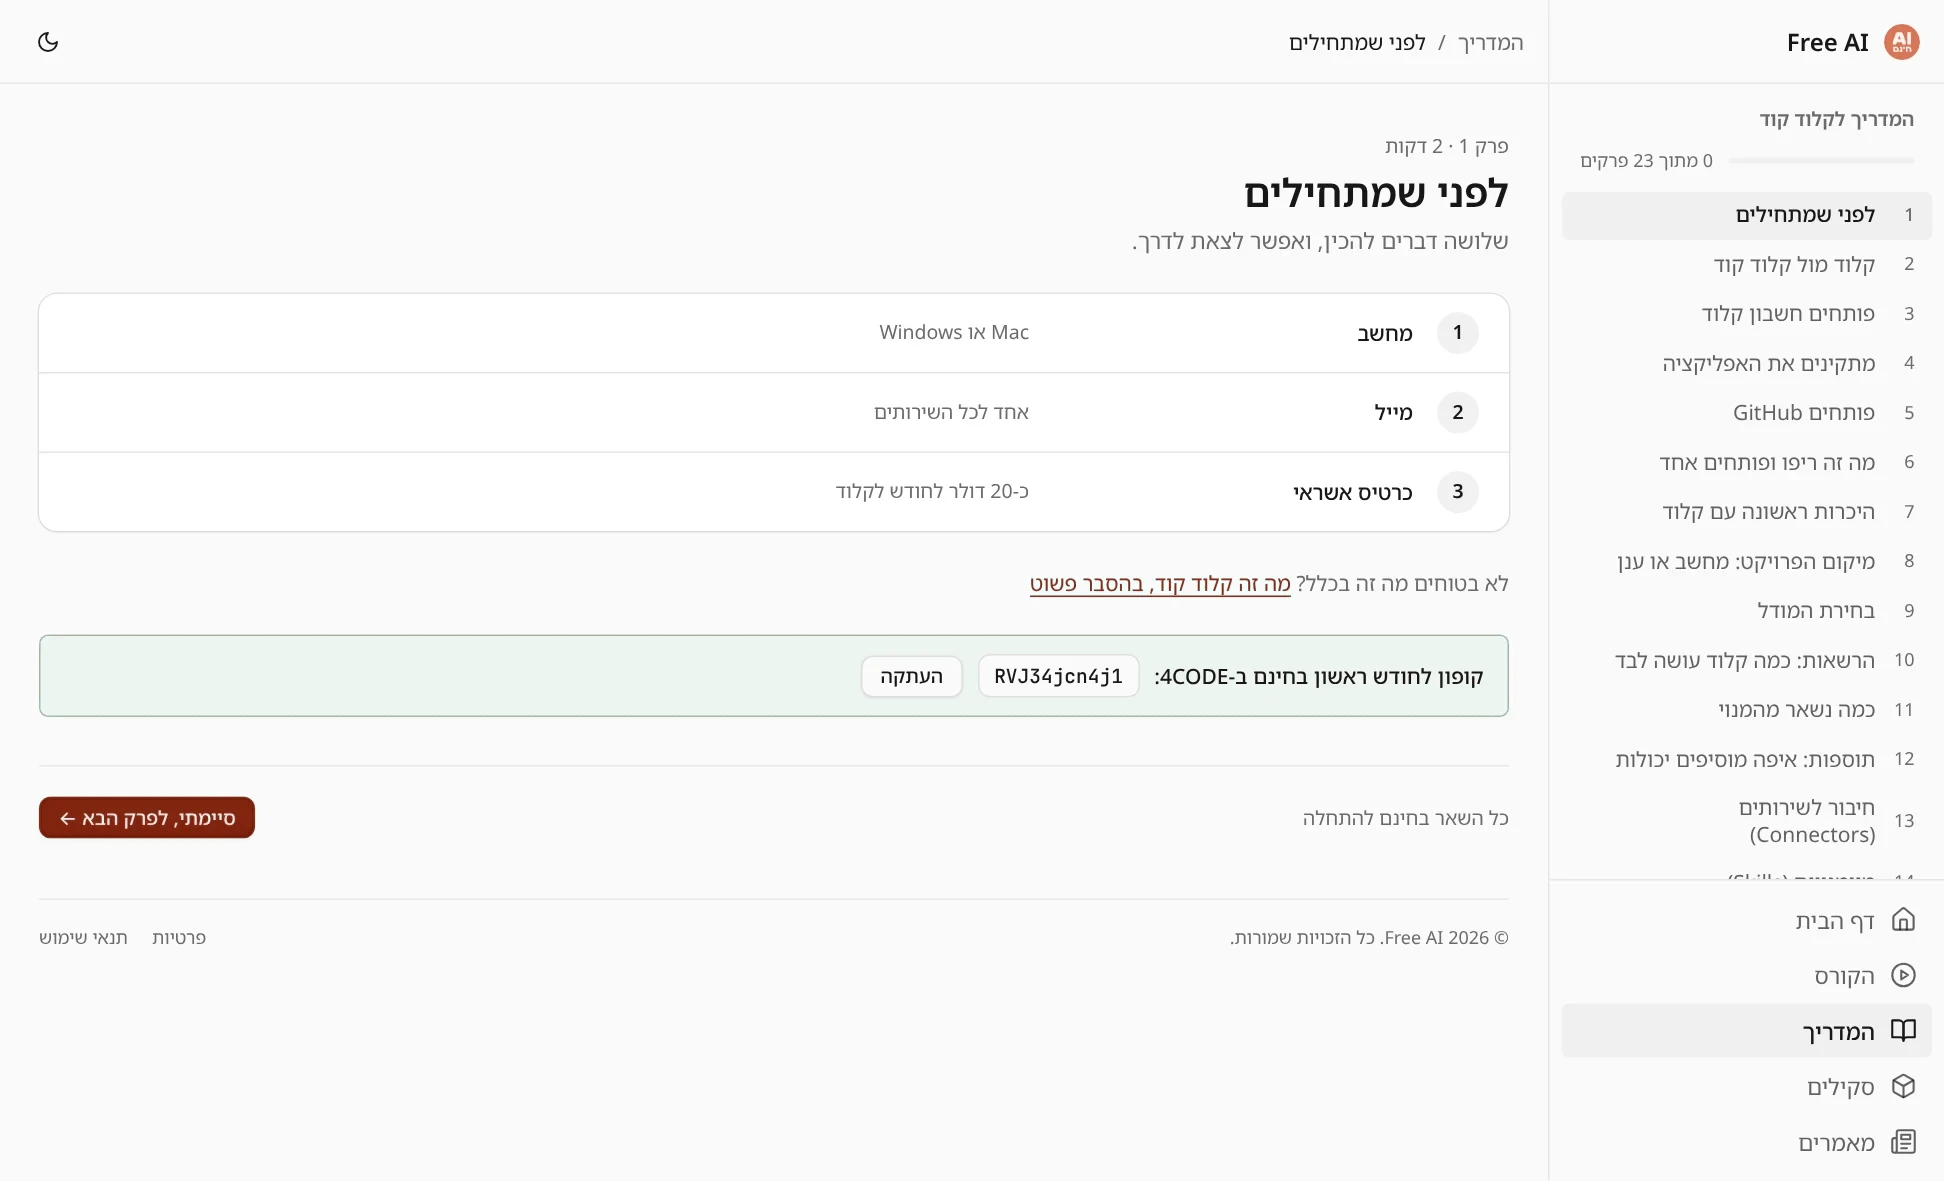 AI
חינם
Free AI
המדריך לקלוד קוד
0 מתוך 23 פרקים
1 לפני שמתחילים
2 קלוד מול קלוד קוד
3 פותחים חשבון קלוד
4 מתקינים את האפליקציה
5 פותחים GitHub
6 מה זה ריפו ופותחים אחד
7 היכרות ראשונה עם קלוד
8 מיקום הפרויקט: מחשב או ענן
9 בחירת המודל
10 הרשאות: כמה קלוד עושה לבד
11 כמה נשאר מהמנוי
12 תוספות: איפה מוסיפים יכולות
13 חיבור לשירותים
(Connectors)
דף הבית
הקורס
המדריך
סקילים
מאמרים
המדריך / לפני שמתחילים
פרק 1 · 2 דקות
לפני שמתחילים
שלושה דברים להכין, ואפשר לצאת לדרך.
1 מחשב Mac או Windows
2 מייל אחד לכל השירותים
3 כרטיס אשראי כ-20 דולר לחודש לקלוד
לא בטוחים מה זה בכלל? מה זה קלוד קוד, בהסבר פשוט
קופון לחודש ראשון בחינם ב-4CODE: RVJ34jcn4j1 העתקה
כל השאר בחינם להתחלה
סיימתי, לפרק הבא ←
© 2026 Free AI. כל הזכויות שמורות.
פרטיות תנאי שימוש